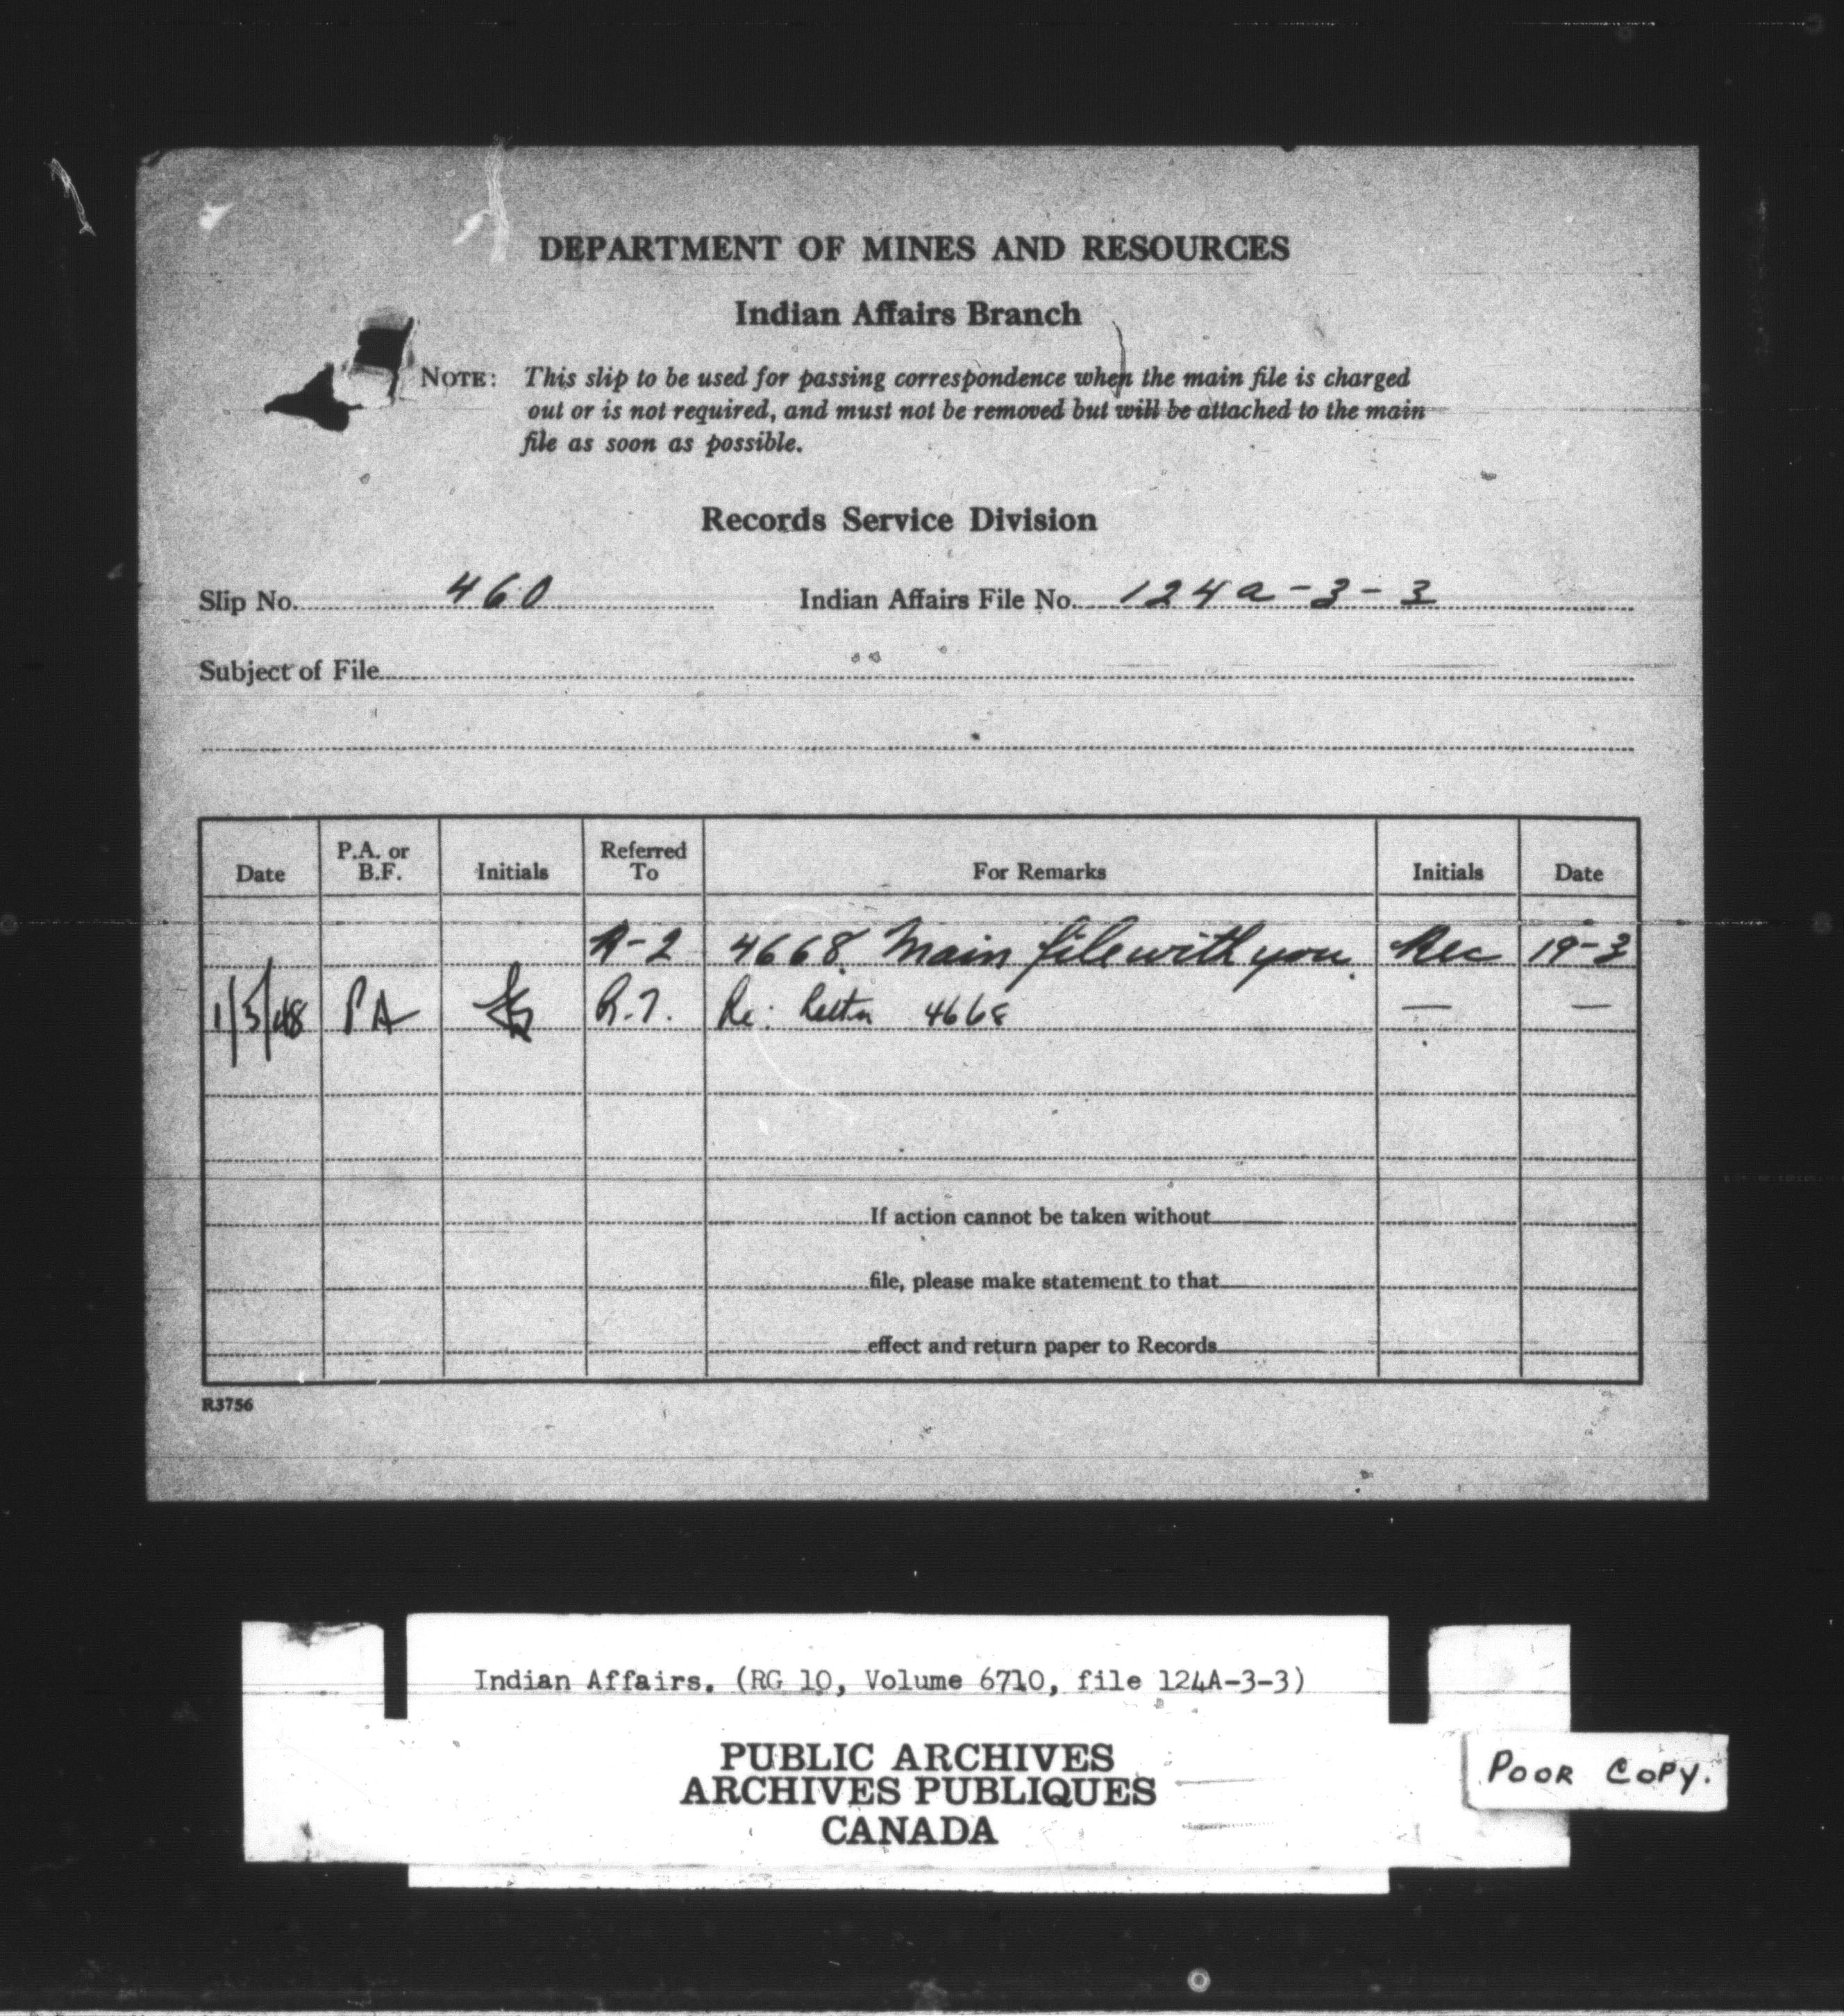 DEPARTMENT OF MINES AND RESOURCES
Indian Affairs Branch
NOTE: This slip to be used for passing correspondence when the main file is charged
out or is not required, and must not be removed but will be attached to the main
file as soon as possible.
Records Service Division
Slip No. 460 Indian Affairs File No. 124a-3-3
Subject of File
Date P.A. or B.F. Initials Referred To For Remarks Initials Date
R-2 4668. Main file with you. Rec 19-3
1/5/48 PA R.7. Re: 4668 — —
If action cannot be taken without
file, please make statement to that
effect and return paper to Records
R3756
Indian Affairs. (RG 10, Volume 6710, file 124A-3-3)
PUBLIC ARCHIVES
ARCHIVES PUBLIQUES
CANADA
POOR COPY.